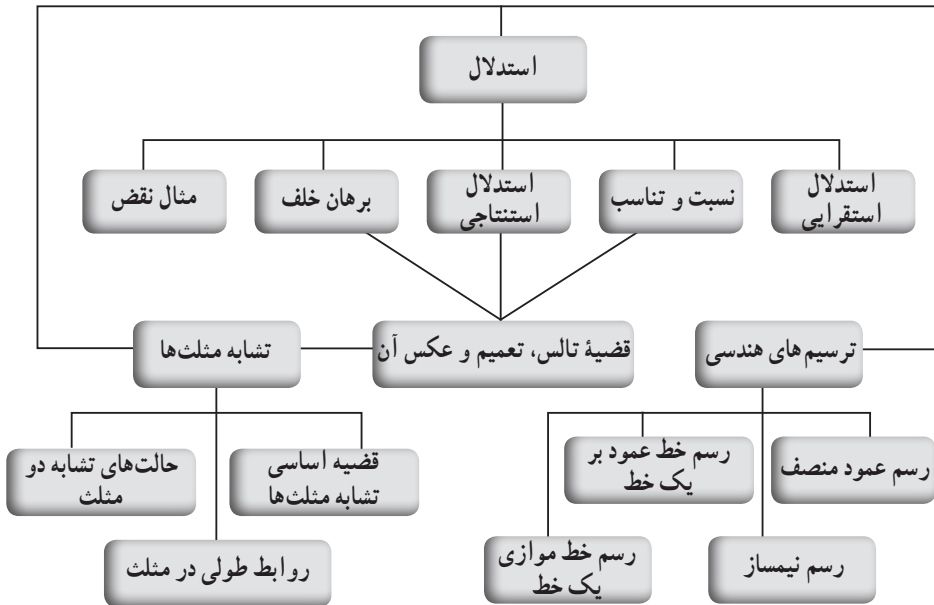 استدلال
استدلال
استقرایی
نسبت و تناسب
استدلال
استنتاجی
برهان خلف
مثال نقض
ترسیم‌های هندسی
قضیهٔ تالس، تعمیم و عکس آن
تشابه مثلث‌ها
رسم عمود منصف
رسم خط عمود بر
یک خط
قضیه اساسی
تشابه مثلث‌ها
حالت‌های تشابه دو
مثلث
رسم نیمساز
رسم خط موازی
یک خط
روابط طولی در مثلث